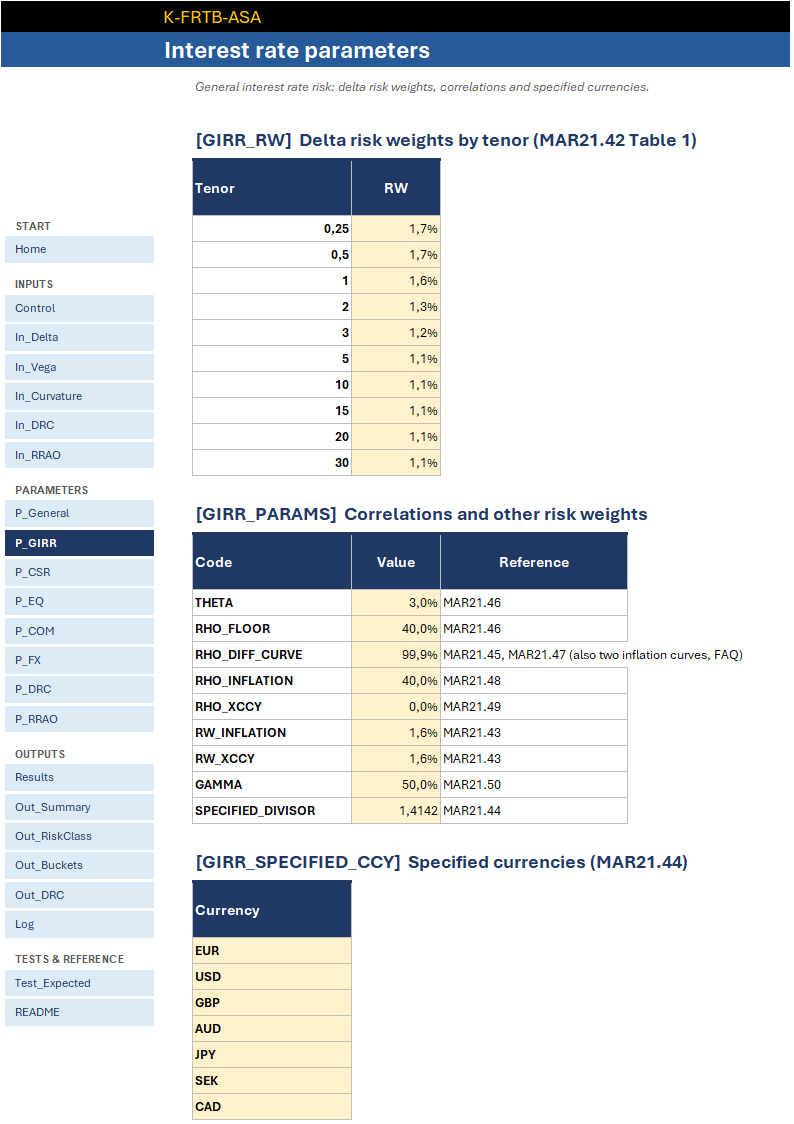 K-FRTB-ASA
Interest rate parameters
General interest rate risk: delta risk weights, correlations and specified currencies.
START
Home
INPUTS
Control
In_Delta
In_Vega
In_Curvature
In_DRC
In_RRAO
PARAMETERS
P_General
P_GIRR
P_CSR
P_EQ
P_COM
P_FX
P_DRC
P_RRAO
OUTPUTS
Results
Out_Summary
Out_RiskClass
Out_Buckets
Out_DRC
Log
TESTS & REFERENCE
Test_Expected
README
[GIRR_RW] Delta risk weights by tenor (MAR21.42 Table 1)
Tenor RW
0,25 1,7%
0,5 1,7%
1 1,6%
2 1,3%
3 1,2%
5 1,1%
10 1,1%
15 1,1%
20 1,1%
30 1,1%
[GIRR_PARAMS] Correlations and other risk weights
Code Value Reference
THETA 3,0% MAR21.46
RHO_FLOOR 40,0% MAR21.46
RHO_DIFF_CURVE 99,9% MAR21.45, MAR21.47 (also two inflation curves, FAQ)
RHO_INFLATION 40,0% MAR21.48
RHO_XCCY 0,0% MAR21.49
RW_INFLATION 1,6% MAR21.43
RW_XCCY 1,6% MAR21.43
GAMMA 50,0% MAR21.50
SPECIFIED_DIVISOR 1,4142 MAR21.44
[GIRR_SPECIFIED_CCY] Specified currencies (MAR21.44)
Currency
EUR
USD
GBP
AUD
JPY
SEK
CAD